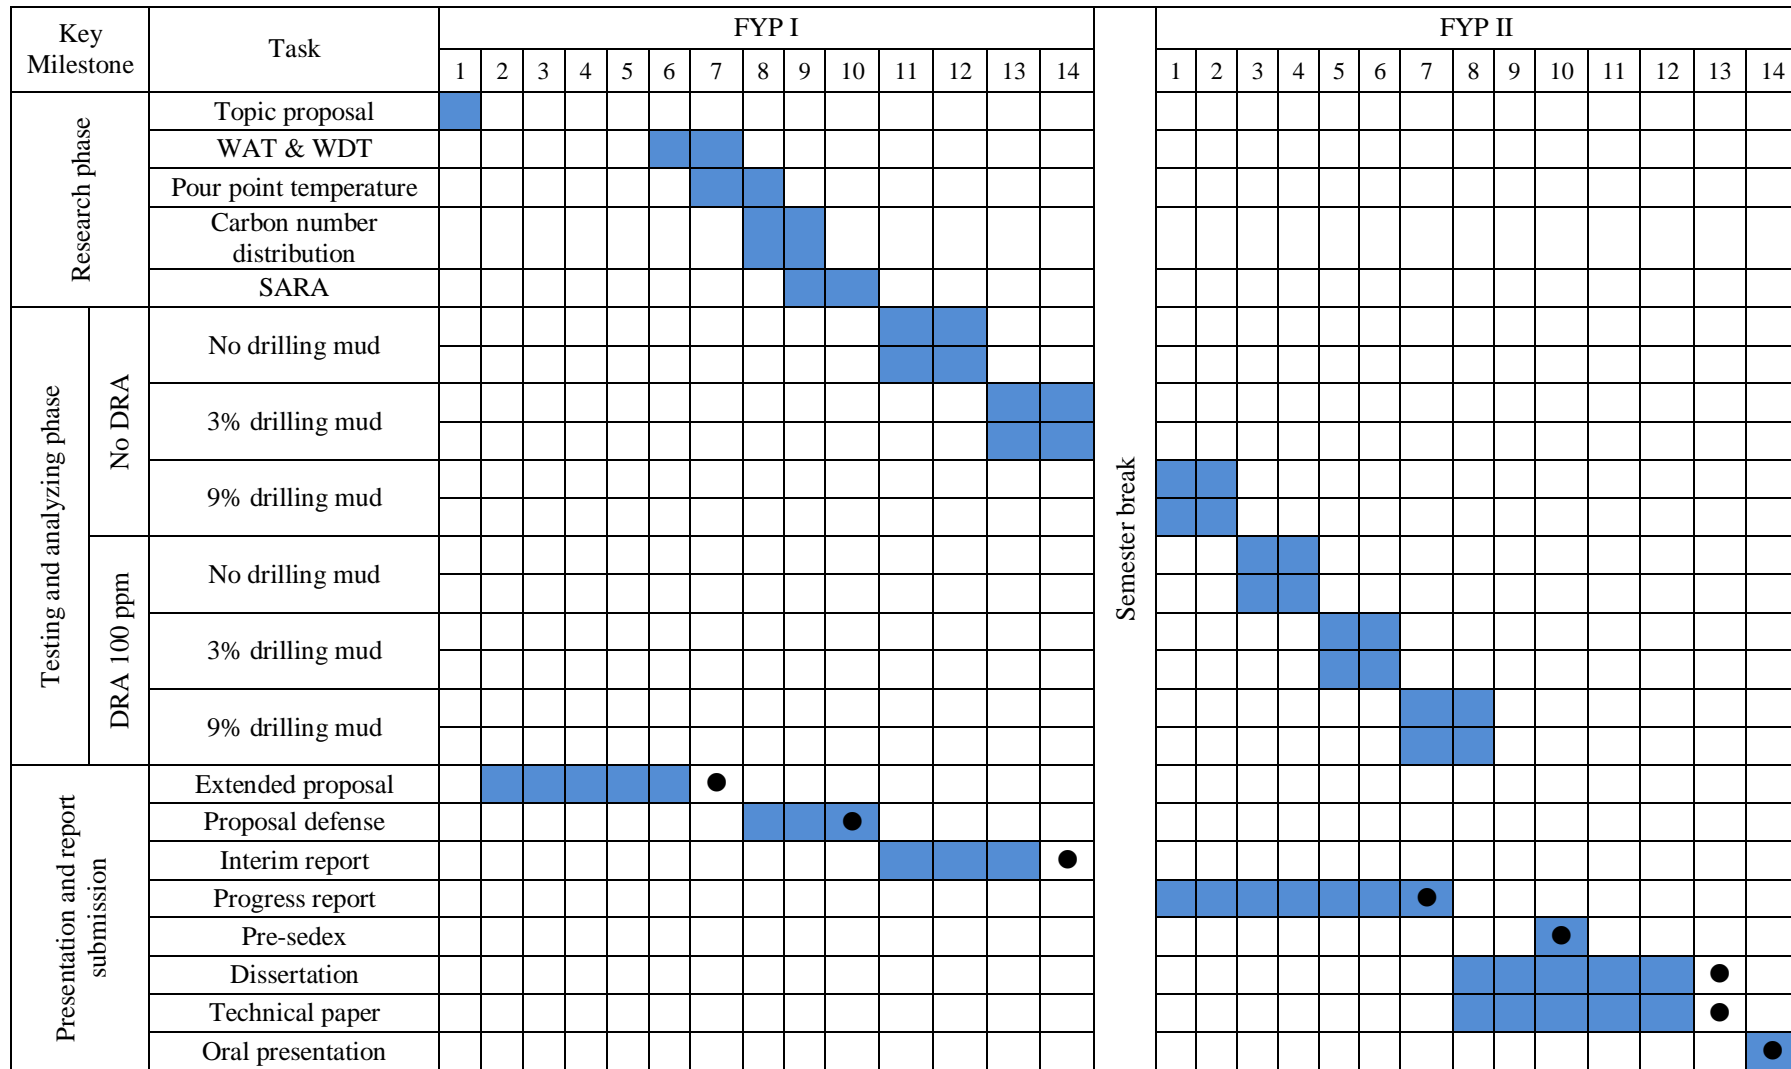 Key
Milestone
Task
FYP I
FYP II
1 2 3 4 5 6 7 8 9 10 11 12 13 14
1 2 3 4 5 6 7 8 9 10 11 12 13 14
Semester break
Research phase
Topic proposal
WAT & WDT
Pour point temperature
Carbon number
distribution
SARA
Testing and analyzing phase
No DRA
No drilling mud
3% drilling mud
9% drilling mud
DRA 100 ppm
No drilling mud
3% drilling mud
9% drilling mud
Presentation and report
submission
Extended proposal
Proposal defense
Interim report
Progress report
Pre-sedex
Dissertation
Technical paper
Oral presentation